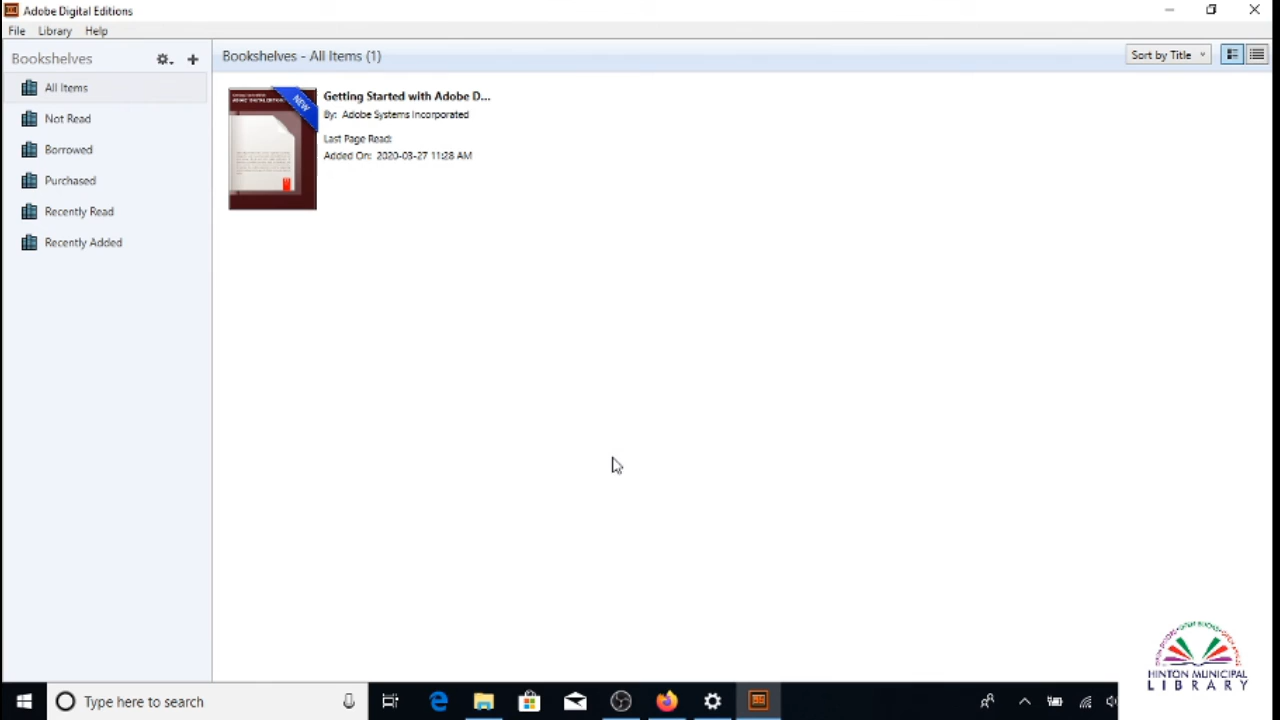 Adobe Digital Editions
File Library Help
Bookshelves
Bookshelves - All Items (1)
Sort by Title
All Items
Not Read
Borrowed
Purchased
Recently Read
Recently Added
NEW
Getting Started with Adobe D...
By: Adobe Systems Incorporated
Last Page Read:
Added On: 2020-03-27 11:28 AM
HINTON MUNICIPAL
LIBRARY
Type here to search